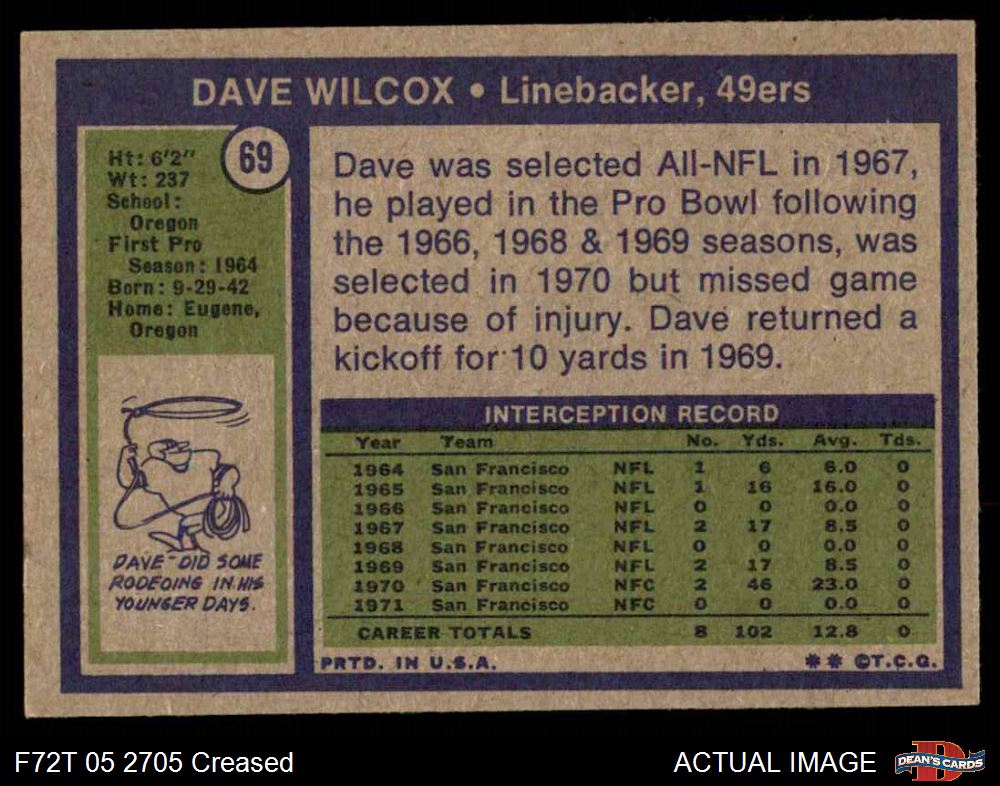 DAVE WILCOX • Linebacker, 49ers
69
Ht: 6'2"
Wt: 237
School:
Oregon
First Pro
Season: 1964
Born: 9-29-42
Home: Eugene,
Oregon
Dave was selected All-NFL in 1967,
he played in the Pro Bowl following
the 1966, 1968 & 1969 seasons, was
selected in 1970 but missed game
because of injury. Dave returned a
kickoff for 10 yards in 1969.
DAVE DID SOME
RODEOING IN HIS
YOUNGER DAYS.
INTERCEPTION RECORD
Year Team No. Yds. Avg. Tds.
1964 San Francisco NFL 1 6 6.0 0
1965 San Francisco NFL 1 16 16.0 0
1966 San Francisco NFL 0 0 0.0 0
1967 San Francisco NFL 2 17 8.5 0
1968 San Francisco NFL 0 0 0.0 0
1969 San Francisco NFL 2 17 8.5 0
1970 San Francisco NFC 2 46 23.0 0
1971 San Francisco NFC 0 0 0.0 0
CAREER TOTALS 8 102 12.8 0
PRTD. IN U.S.A. ** ©T.C.G.
F72T 05 2705 Creased
ACTUAL IMAGE
D
DEAN'S CARDS